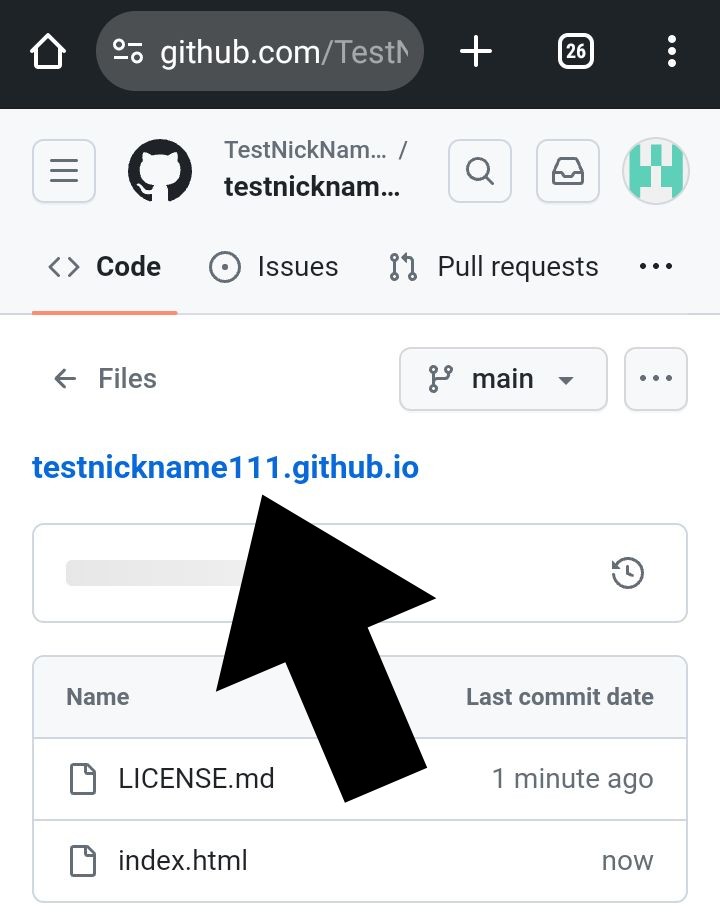 github.com/TestN
26
TestNickNam... /
testnicknam...
Code Issues Pull requests
Files main
testnickname111.github.io
Name Last commit date
LICENSE.md 1 minute ago
index.html now